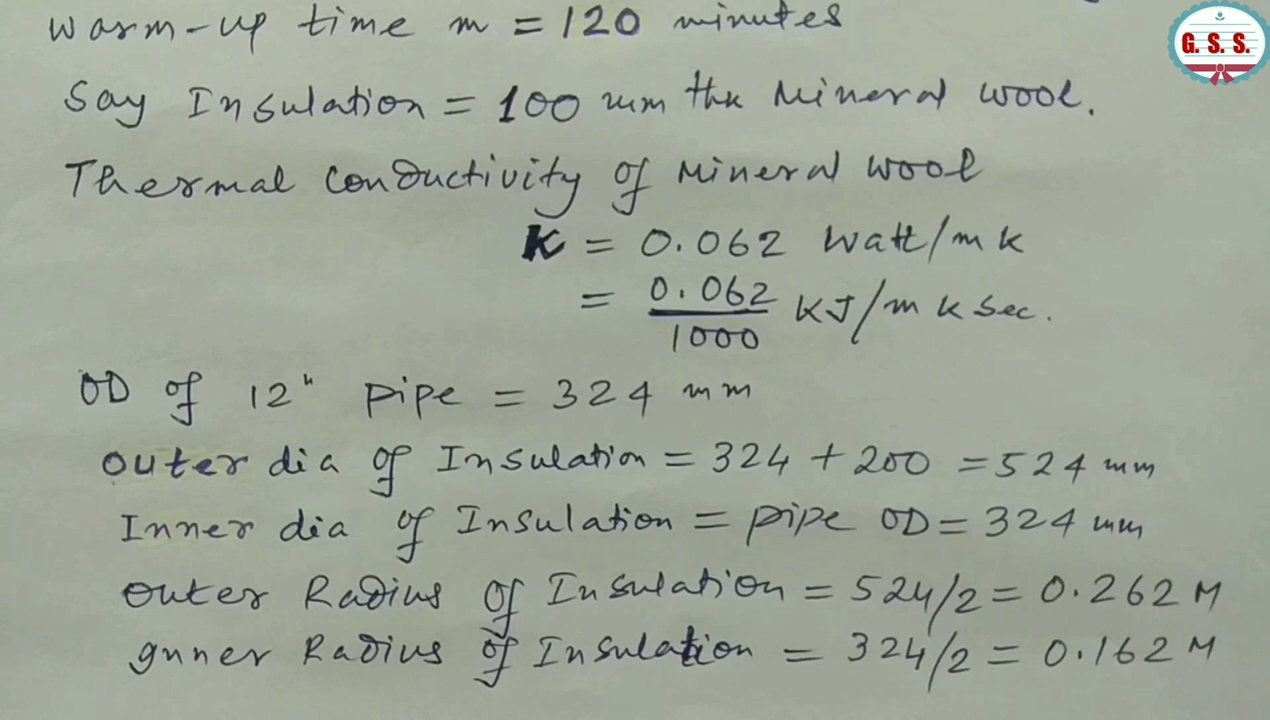 G. S. S.
Warm-up time m = 120 minutes
Say Insulation = 100 mm thk Mineral wool.
Thermal conductivity of Mineral wool
K = 0.062 Watt/m k
= 0.062/1000 KJ/m k Sec.
OD of 12" pipe = 324 mm
Outer dia of Insulation = 324 + 200 = 524 mm
Inner dia of Insulation = pipe OD = 324 mm
Outer Radius of Insulation = 524/2 = 0.262 M
Inner Radius of Insulation = 324/2 = 0.162 M